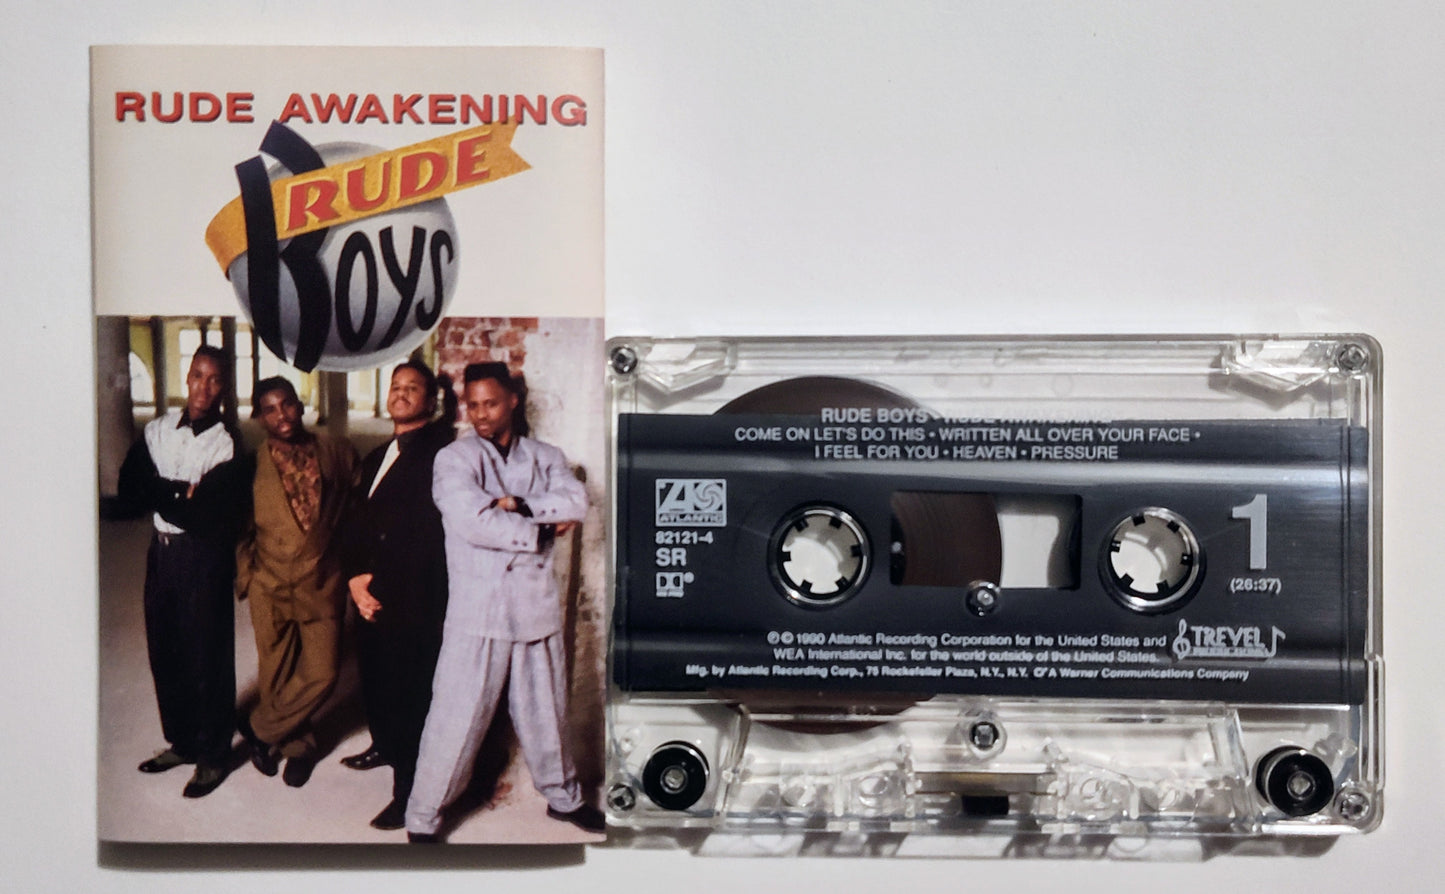 RUDE AWAKENING
RUDE
BOYS
RUDE BOYS • RUDE AWAKENING
COME ON LET'S DO THIS • WRITTEN ALL OVER YOUR FACE •
I FEEL FOR YOU • HEAVEN • PRESSURE
ATLANTIC
82121-4
SR
1
(26:37)
℗© 1990 Atlantic Recording Corporation for the United States and
WEA International Inc. for the world outside of the United States.
TREVEL
Mfg. by Atlantic Recording Corp., 75 Rockefeller Plaza, N.Y., N.Y. A Warner Communications Company